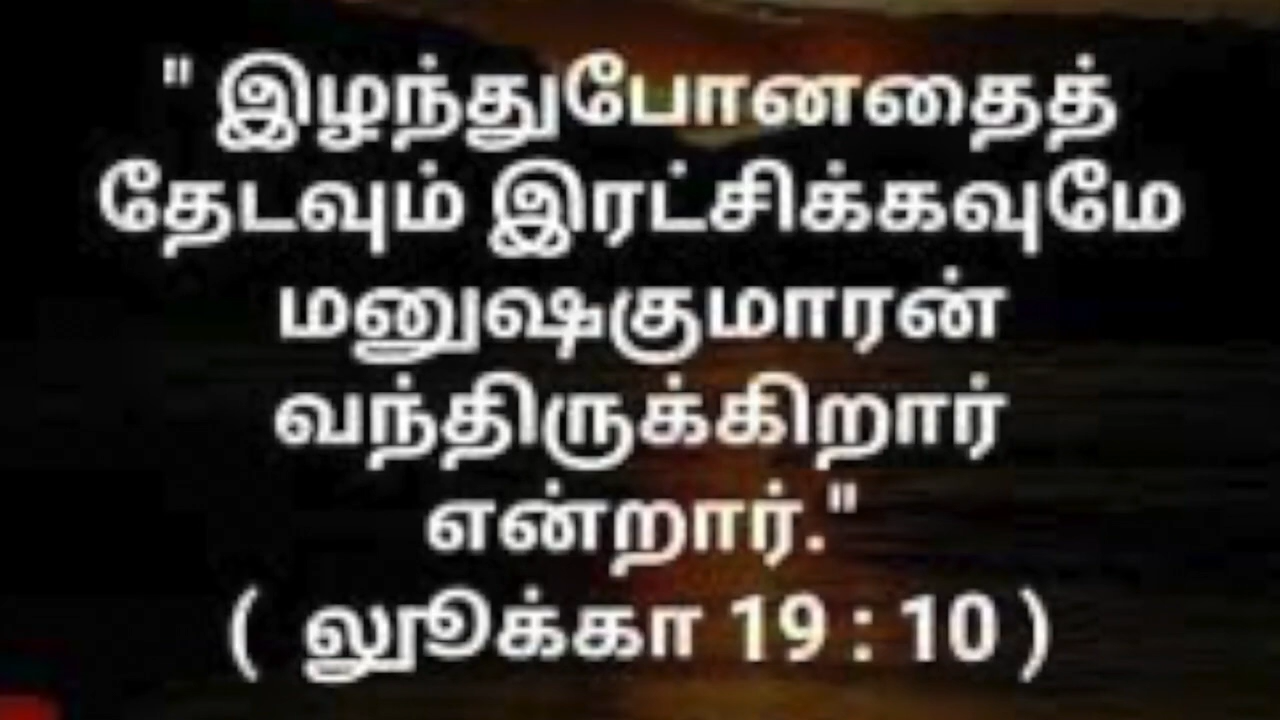 " இழந்துபோனதைத்
தேடவும் இரட்சிக்கவுமே
மனுஷகுமாரன்
வந்திருக்கிறார்
என்றார்."
( லூக்கா 19 : 10 )